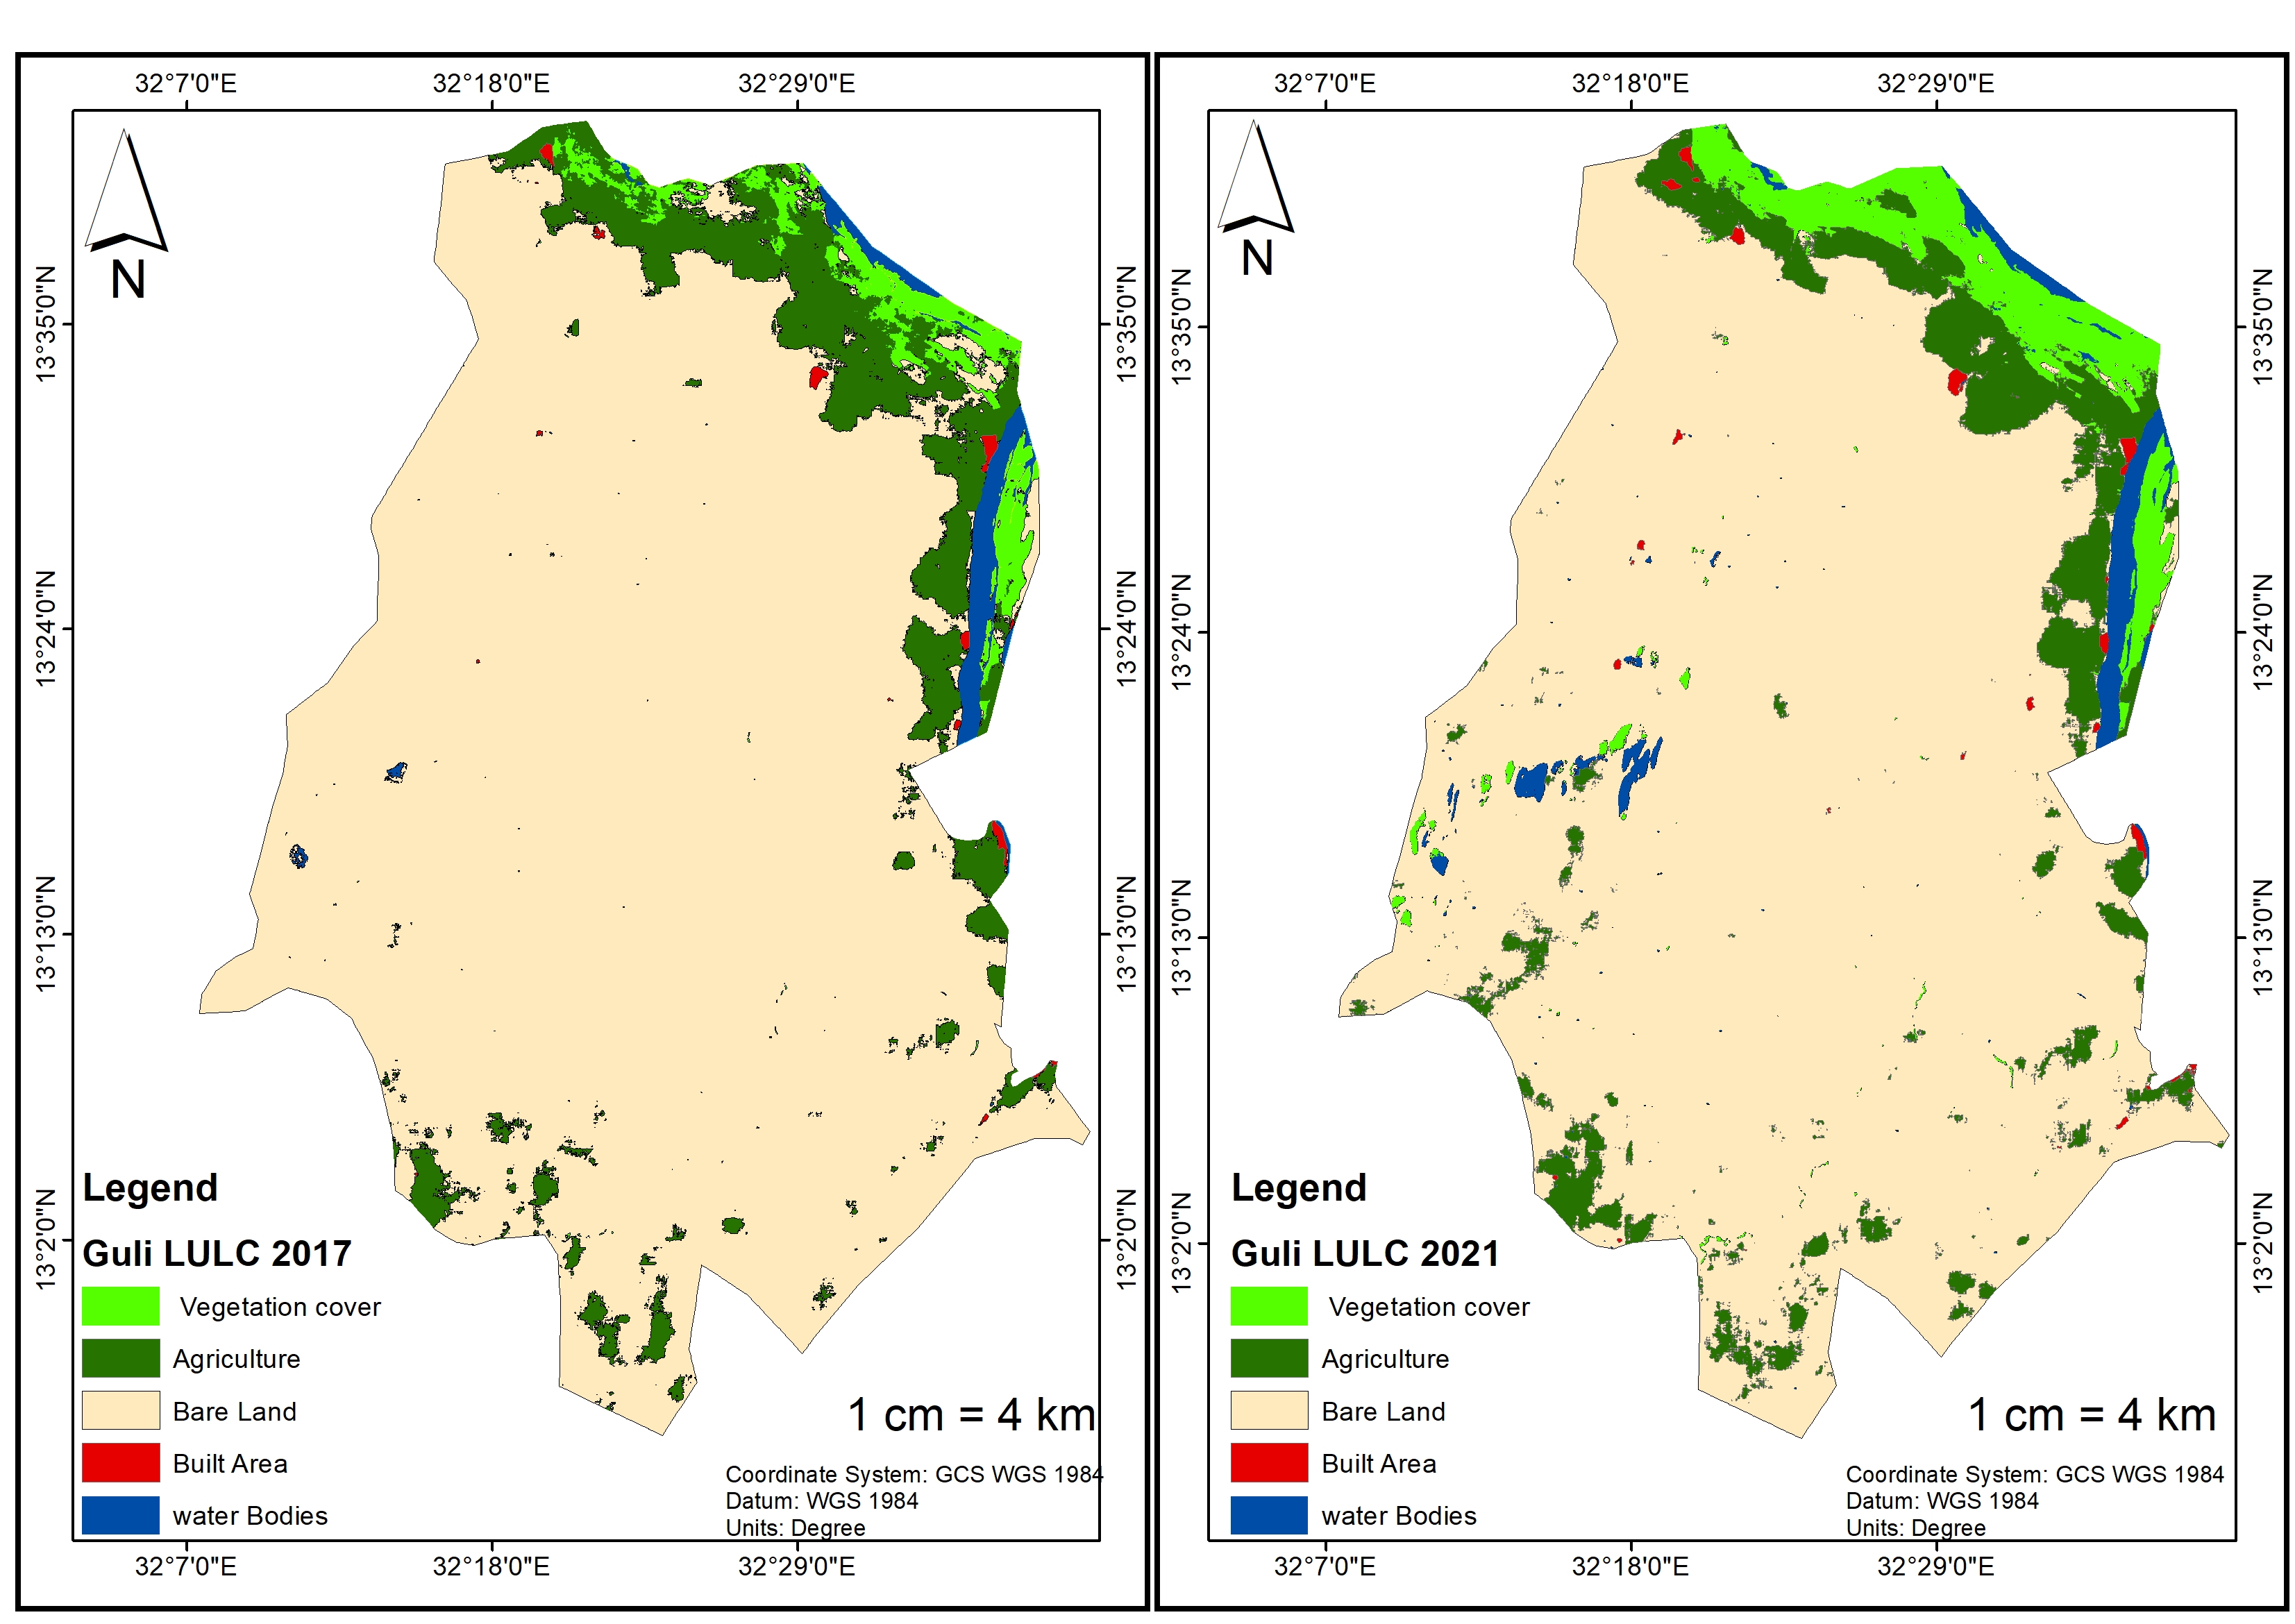 32°7'0"E 32°18'0"E 32°29'0"E
N
13°35'0"N 13°35'0"N
13°24'0"N 13°24'0"N
13°13'0"N 13°13'0"N
13°2'0"N 13°2'0"N
Legend
Guli LULC 2017
Vegetation cover
Agriculture
Bare Land
Built Area
water Bodies
1 cm = 4 km
Coordinate System: GCS WGS 1984
Datum: WGS 1984
Units: Degree
32°7'0"E 32°18'0"E 32°29'0"E
32°7'0"E 32°18'0"E 32°29'0"E
N
13°35'0"N 13°35'0"N
13°24'0"N 13°24'0"N
13°13'0"N 13°13'0"N
13°2'0"N 13°2'0"N
Legend
Guli LULC 2021
Vegetation cover
Agriculture
Bare Land
Built Area
water Bodies
1 cm = 4 km
Coordinate System: GCS WGS 1984
Datum: WGS 1984
Units: Degree
32°7'0"E 32°18'0"E 32°29'0"E